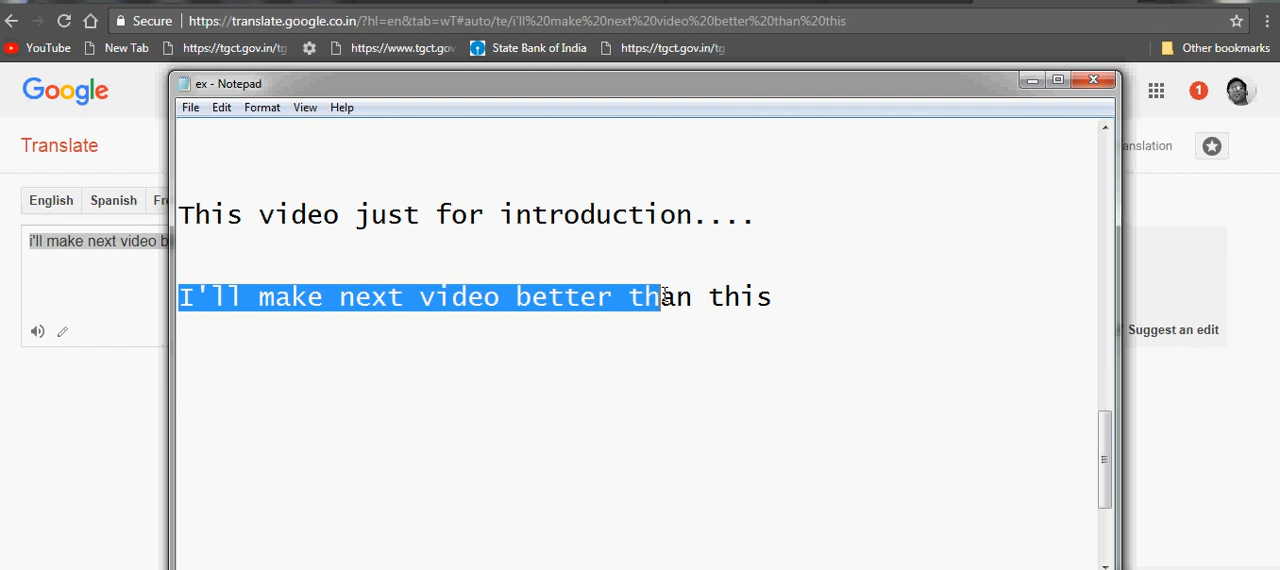 Secure https://translate.google.co.in/?hl=en&tab=wT#auto/te/i'll%20make%20next%20video%20better%20than%20this
YouTube New Tab https://tgct.gov.in/tg https://www.tgct.gov State Bank of India https://tgct.gov.in/tg Other bookmarks
Google 1
ex - Notepad
File Edit Format View Help
Translate
English Spanish
i'll make next video
This video just for introduction....
I'll make next video better than this
Suggest an edit